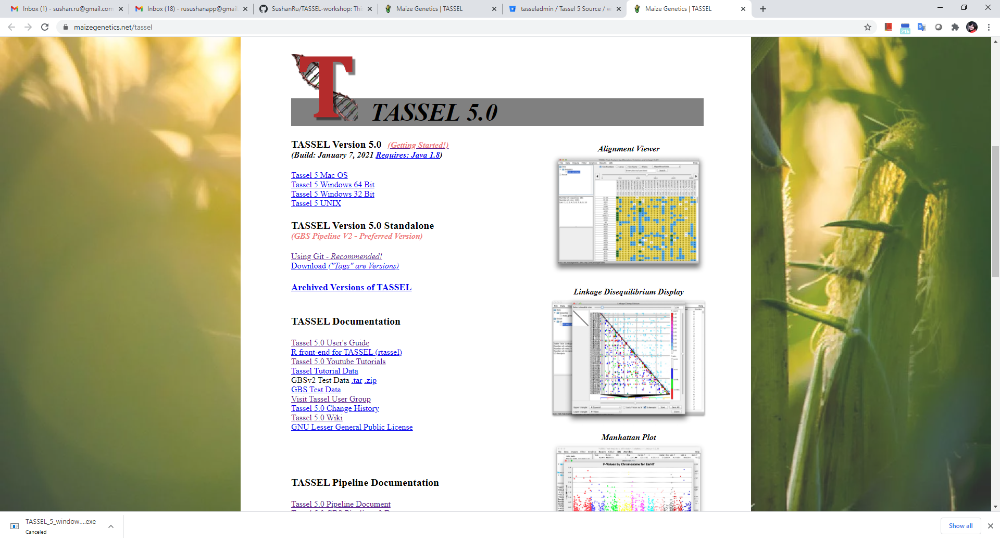 Inbox (1) - sushan.ru@gmail.com
Inbox (18) - rusushanapp@gmail.
SushanRu/TASSEL-workshop: Thi
Maize Genetics | TASSEL
tasseladmin / Tassel 5 Source / w
Maize Genetics | TASSEL
maizegenetics.net/tassel
21h
T
TASSEL 5.0
TASSEL Version 5.0 (Getting Started!)
(Build: January 7, 2021 Requires: Java 1.8)
Tassel 5 Mac OS
Tassel 5 Windows 64 Bit
Tassel 5 Windows 32 Bit
Tassel 5 UNIX
TASSEL Version 5.0 Standalone
(GBS Pipeline V2 - Preferred Version)
Using Git - Recommended!
Download ("Tags" are Versions)
Archived Versions of TASSEL
TASSEL Documentation
Tassel 5.0 User's Guide
R front-end for TASSEL (rtassel)
Tassel 5.0 Youtube Tutorials
Tassel Tutorial Data
GBSv2 Test Data .tar .zip
GBS Test Data
Visit Tassel User Group
Tassel 5.0 Change History
Tassel 5.0 Wiki
GNU Lesser General Public License
TASSEL Pipeline Documentation
Tassel 5.0 Pipeline Document
Alignment Viewer
Linkage Disequilibrium Display
Manhattan Plot
P-Values by Chromosome for EarHT
TASSEL_5_window....exe
Canceled
Show all